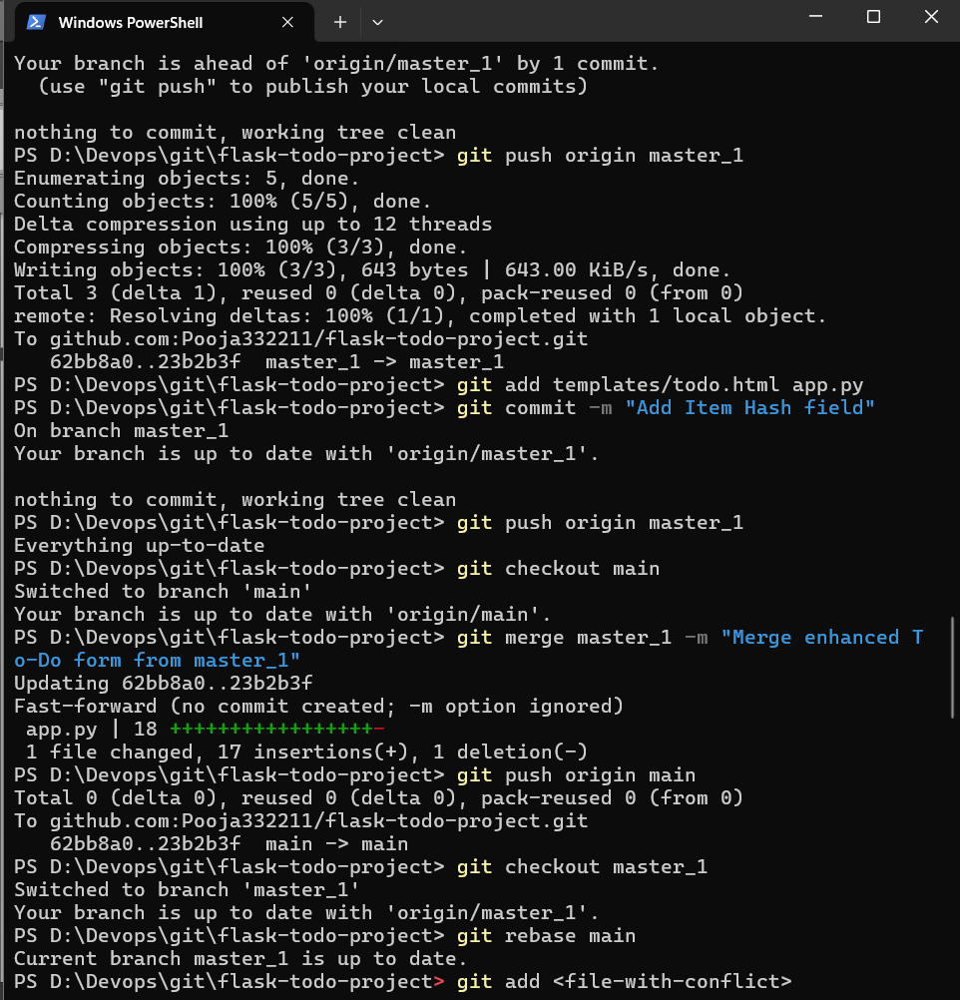 Windows PowerShell
Your branch is ahead of 'origin/master_1' by 1 commit.
  (use "git push" to publish your local commits)
nothing to commit, working tree clean
PS D:\Devops\git\flask-todo-project> git push origin master_1
Enumerating objects: 5, done.
Counting objects: 100% (5/5), done.
Delta compression using up to 12 threads
Compressing objects: 100% (3/3), done.
Writing objects: 100% (3/3), 643 bytes | 643.00 KiB/s, done.
Total 3 (delta 1), reused 0 (delta 0), pack-reused 0 (from 0)
remote: Resolving deltas: 100% (1/1), completed with 1 local object.
To github.com:Pooja332211/flask-todo-project.git
   62bb8a0..23b2b3f  master_1 -> master_1
PS D:\Devops\git\flask-todo-project> git add templates/todo.html app.py
PS D:\Devops\git\flask-todo-project> git commit -m "Add Item Hash field"
On branch master_1
Your branch is up to date with 'origin/master_1'.
nothing to commit, working tree clean
PS D:\Devops\git\flask-todo-project> git push origin master_1
Everything up-to-date
PS D:\Devops\git\flask-todo-project> git checkout main
Switched to branch 'main'
Your branch is up to date with 'origin/main'.
PS D:\Devops\git\flask-todo-project> git merge master_1 -m "Merge enhanced T
o-Do form from master_1"
Updating 62bb8a0..23b2b3f
Fast-forward (no commit created; -m option ignored)
 app.py | 18 +++++++++++++++++-
 1 file changed, 17 insertions(+), 1 deletion(-)
PS D:\Devops\git\flask-todo-project> git push origin main
Total 0 (delta 0), reused 0 (delta 0), pack-reused 0 (from 0)
To github.com:Pooja332211/flask-todo-project.git
   62bb8a0..23b2b3f  main -> main
PS D:\Devops\git\flask-todo-project> git checkout master_1
Switched to branch 'master_1'
Your branch is up to date with 'origin/master_1'.
PS D:\Devops\git\flask-todo-project> git rebase main
Current branch master_1 is up to date.
PS D:\Devops\git\flask-todo-project> git add <file-with-conflict>